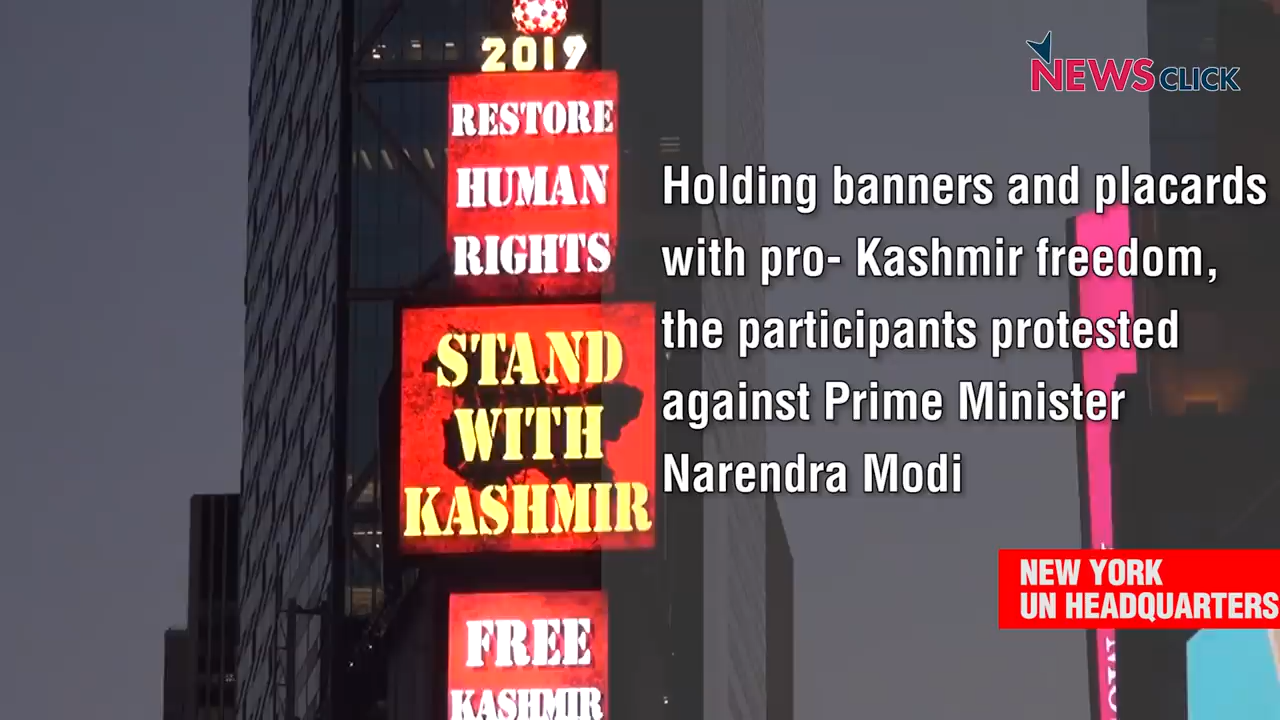 2019
RESTORE
HUMAN
RIGHTS
STAND
WITH
KASHMIR
FREE
KASHMIR
NEWSCLICK
Holding banners and placards
with pro- Kashmir freedom,
the participants protested
against Prime Minister
Narendra Modi
NEW YORK
UN HEADQUARTERS